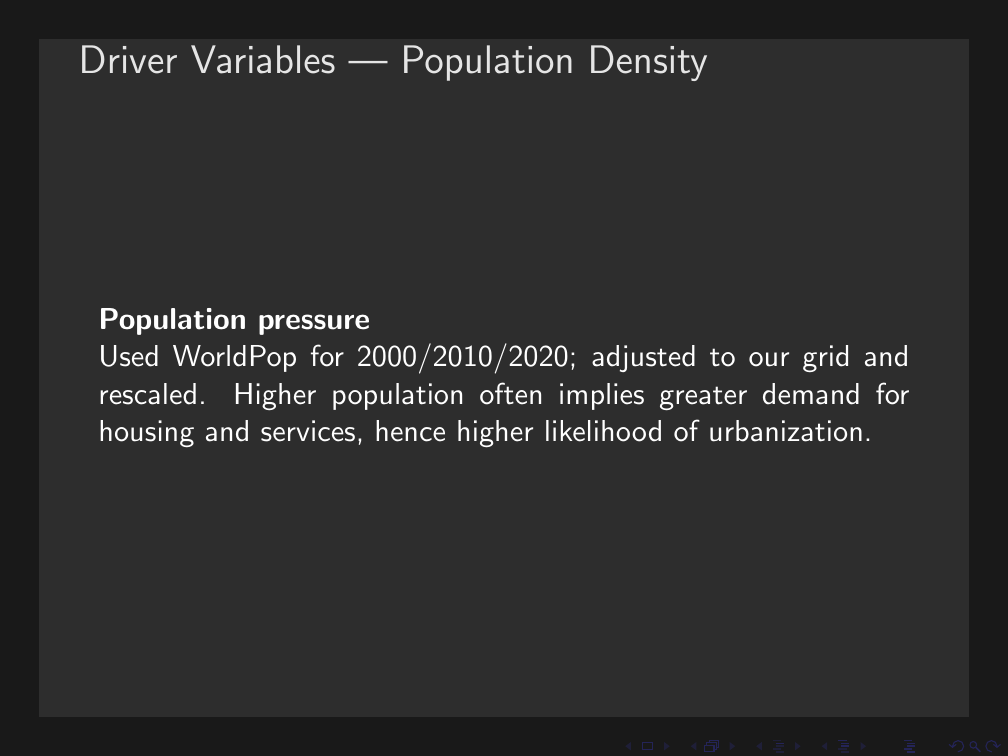 Driver Variables — Population Density
Population pressure
Used WorldPop for 2000/2010/2020; adjusted to our grid and
rescaled. Higher population often implies greater demand for
housing and services, hence higher likelihood of urbanization.